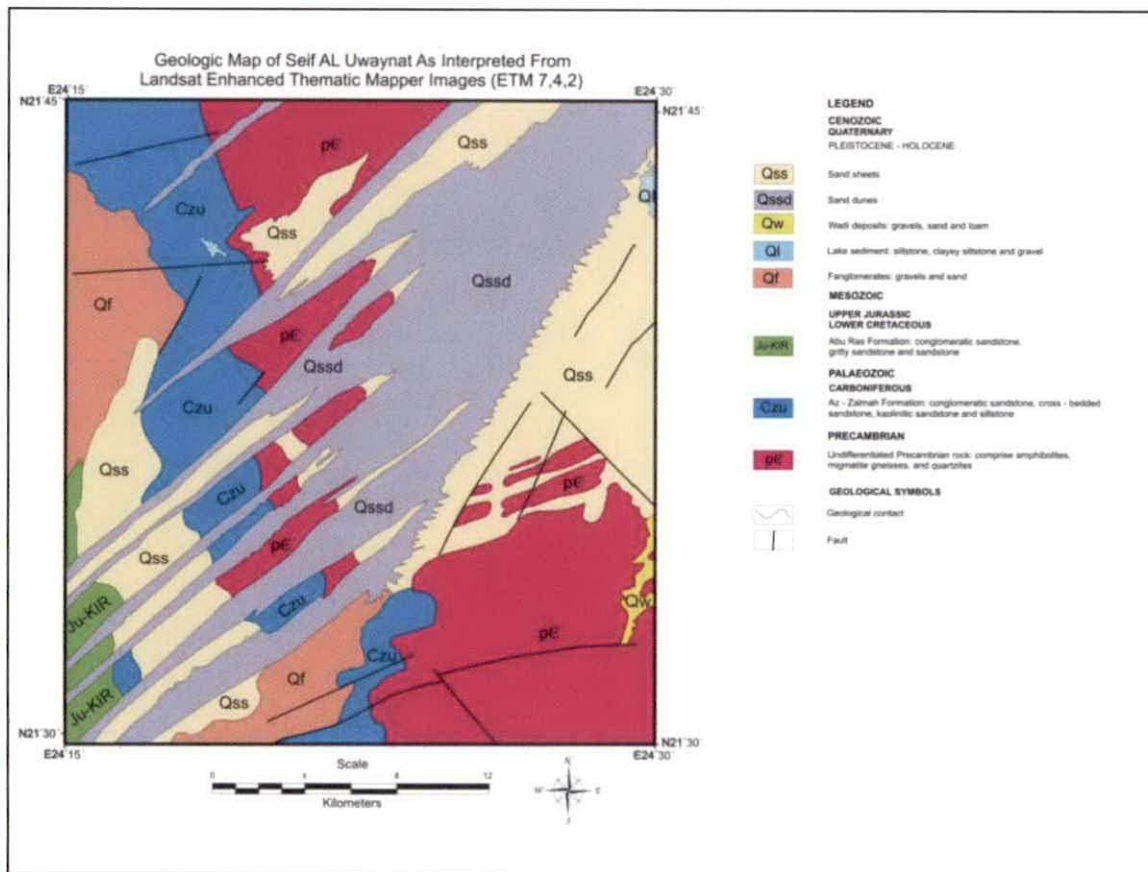 Geologic Map of Seif AL Uwaynat As Interpreted From
Landsat Enhanced Thematic Mapper Images (ETM 7,4,2)
E24°15´
E24°30´
N21°45´
N21°45´
pЄ
Qss
Ql
Czu
Qss
Qf
Qssd
pЄ
Qssd
Qss
Czu
Qss
Czu
pЄ
Qssd
Qss
pЄ
Czu
Ju-KlR
Qw
pЄ
Czu
Qf
Qss
Ju-KlR
N21°30´
N21°30´
E24°15´
E24°30´
Scale
0 4 8 12
Kilometers
N
W E
S
LEGEND
CENOZOIC
QUATERNARY
PLEISTOCENE - HOLOCENE
Qss Sand sheets
Qssd Sand dunes
Qw Wadi deposits: gravels, sand and loam
Ql Lake sediment: siltstone, clayey siltstone and gravel
Qf Fanglomerates: gravels and sand
MESOZOIC
UPPER JURASSIC
LOWER CRETACEOUS
Ju-KlR Abu Ras Formation: conglomeratic sandstone,
gritty sandstone and sandstone
PALAEOZOIC
CARBONIFEROUS
Czu Az - Zalmah Formation: conglomeratic sandstone, cross - bedded
sandstone, kaolinitic sandstone and siltstone
PRECAMBRIAN
pЄ Undifferentiated Precambrian rock: comprise amphibolites,
migmatite gneisses, and quartzites
GEOLOGICAL SYMBOLS
Geological contact
Fault